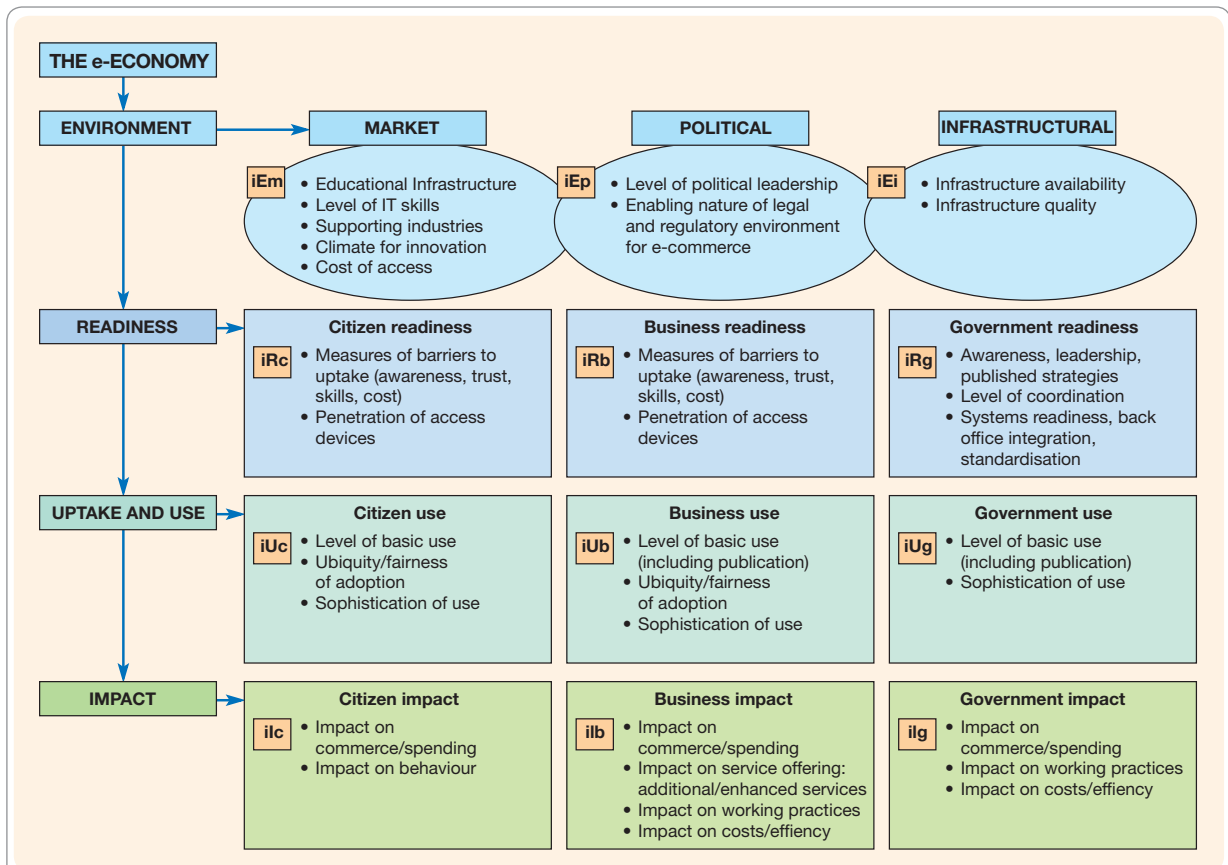 THE e-ECONOMY
ENVIRONMENT
MARKET
POLITICAL
INFRASTRUCTURAL
iEm
• Educational Infrastructure
• Level of IT skills
• Supporting industries
• Climate for innovation
• Cost of access
iEp
• Level of political leadership
• Enabling nature of legal
and regulatory environment
for e-commerce
iEi
• Infrastructure availability
• Infrastructure quality
READINESS
Citizen readiness
iRc
• Measures of barriers to
uptake (awareness, trust,
skills, cost)
• Penetration of access
devices
Business readiness
iRb
• Measures of barriers to
uptake (awareness, trust,
skills, cost)
• Penetration of access
devices
Government readiness
iRg
• Awareness, leadership,
published strategies
• Level of coordination
• Systems readiness, back
office integration,
standardisation
UPTAKE AND USE
Citizen use
iUc
• Level of basic use
• Ubiquity/fairness
of adoption
• Sophistication of use
Business use
iUb
• Level of basic use
(including publication)
• Ubiquity/fairness
of adoption
• Sophistication of use
Government use
iUg
• Level of basic use
(including publication)
• Sophistication of use
IMPACT
Citizen impact
iIc
• Impact on
commerce/spending
• Impact on behaviour
Business impact
iIb
• Impact on
commerce/spending
• Impact on service offering:
additional/enhanced services
• Impact on working practices
• Impact on costs/effiency
Government impact
iIg
• Impact on
commerce/spending
• Impact on working practices
• Impact on costs/effiency